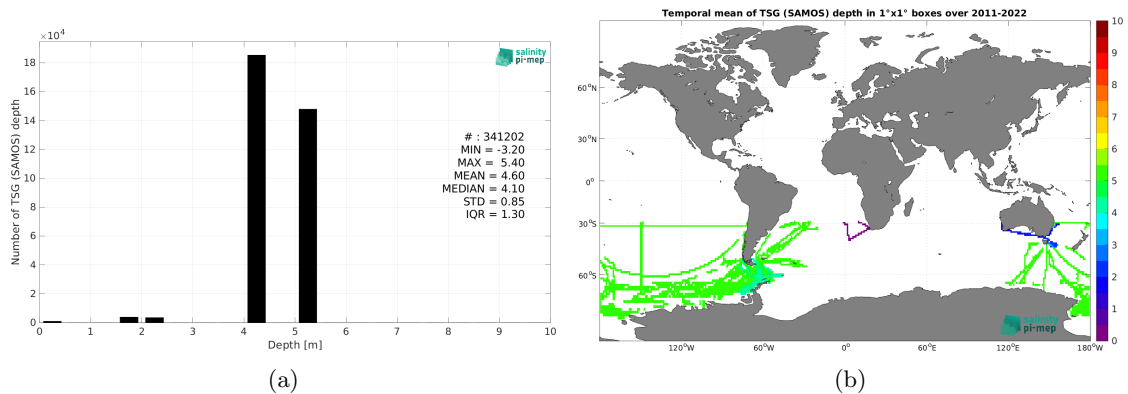 ×10⁴
18
16
14
12
10
8
6
4
2
0
Number of TSG (SAMOS) depth
salinity
pi-mep
# : 341202
MIN = -3.20
MAX = 5.40
MEAN = 4.60
MEDIAN = 4.10
STD = 0.85
IQR = 1.30
0 1 2 3 4 5 6 7 8 9 10
Depth [m]
(a)
Temporal mean of TSG (SAMOS) depth in 1°x1° boxes over 2011-2022
60°N
30°N
0°
30°S
60°S
120°W 60°W 0° 60°E 120°E 180°W
salinity
pi-mep
10
9
8
7
6
5
4
3
2
1
0
(b)